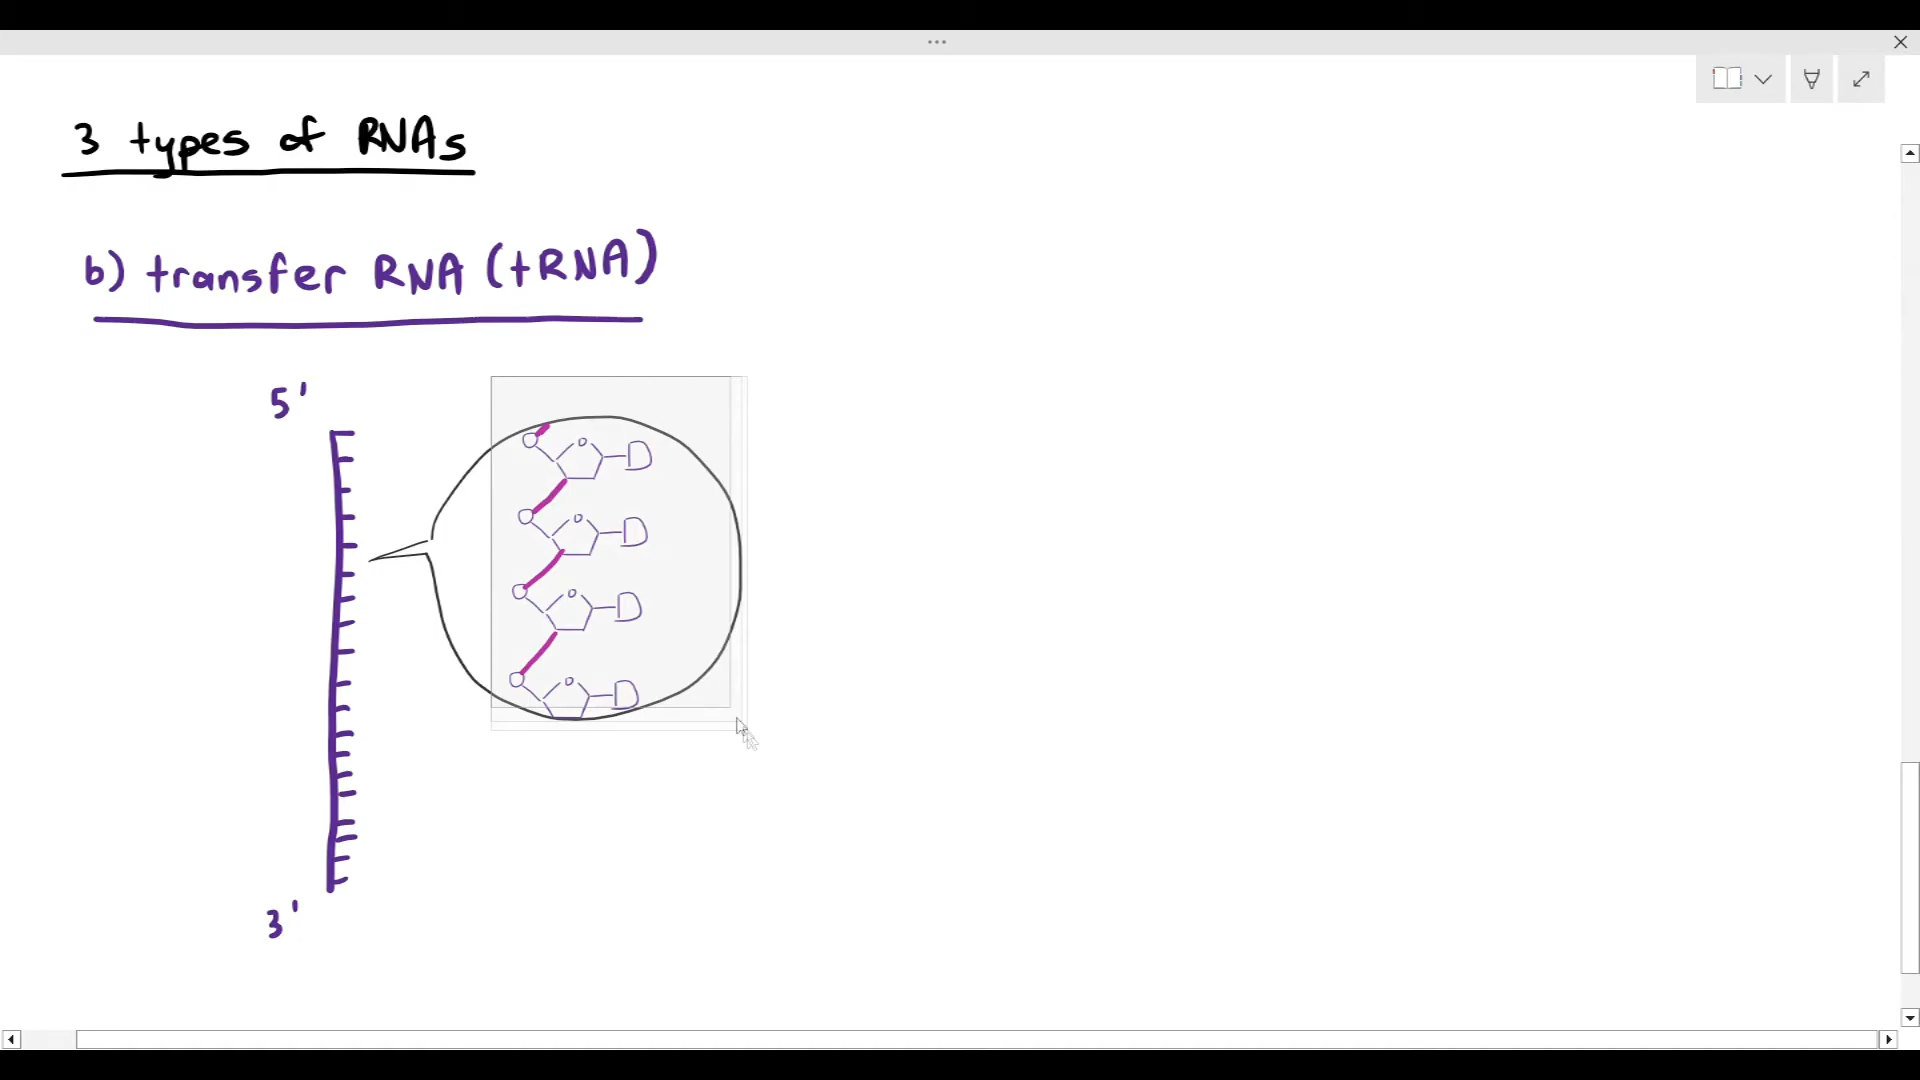 3 types of RNAs
b) transfer RNA (tRNA)
5'
3'